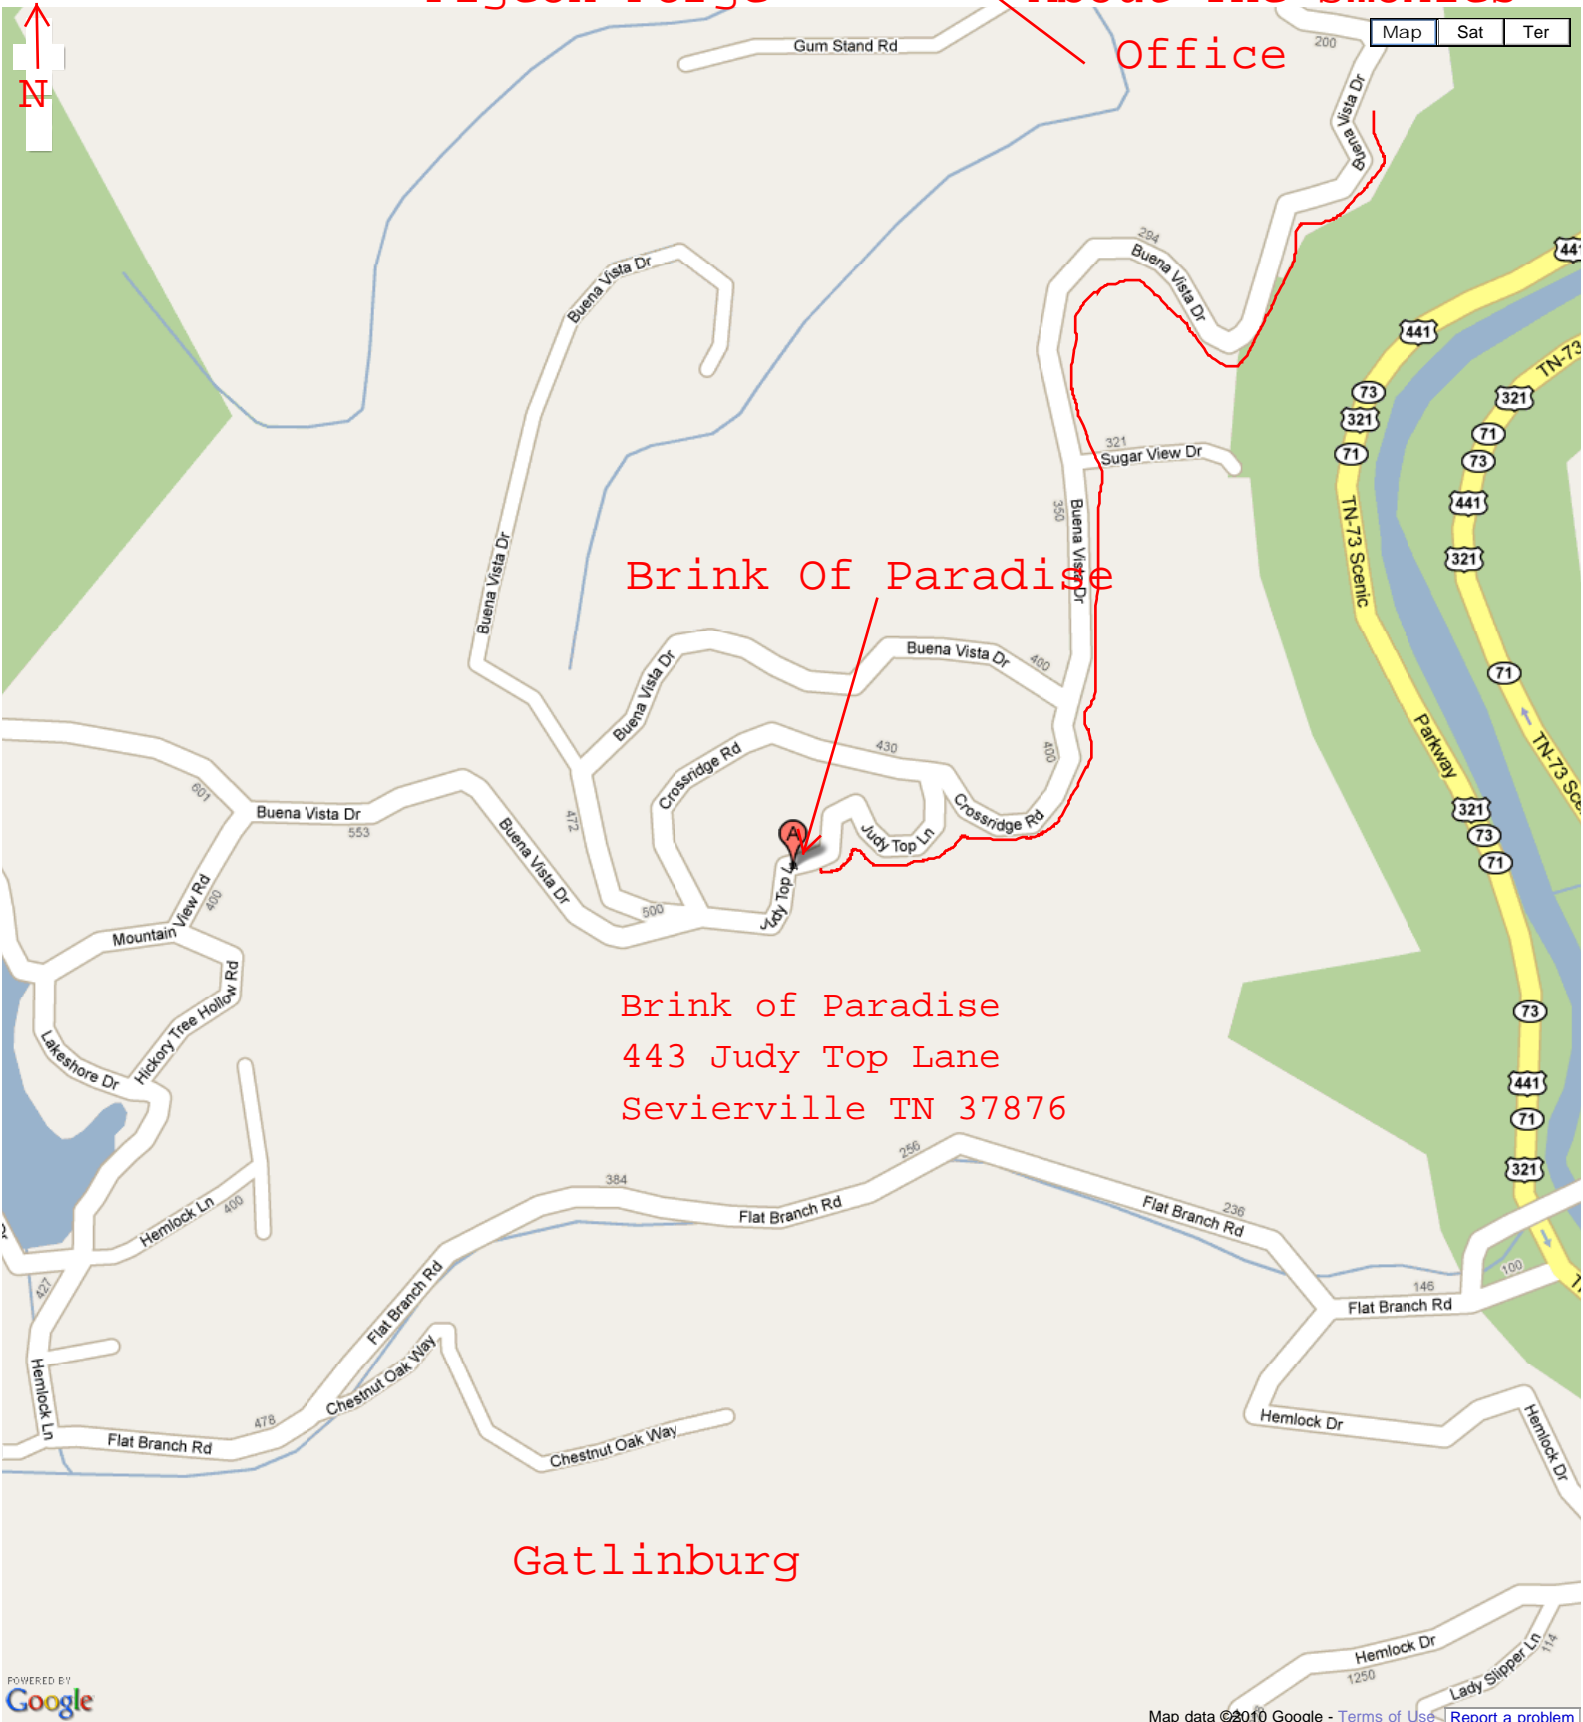 Pigeon Forge
About The Smokies
Office
N
Map
Sat
Ter
Gum Stand Rd
200
Buena Vista Dr
Buena
294
Buena Vista Dr
Buena Vista Dr
441
441
TN-73
73
321
321
71
71
73
441
321
321
Sugar View Dr
350
Buena Vista Dr
TN-73 Scenic
Buena Vista Dr
Brink Of Paradise
Buena Vista Dr
Buena Vista Dr
400
71
Parkway
TN-73 Sce
Crossridge Rd
430
400
Crossridge Rd
601
Buena Vista Dr
553
472
Buena Vista Dr
Judy Top Ln
A
Judy Top L
500
321
73
71
Mountain View Rd
400
Hickory Tree Hollow Rd
Lakeshore Dr
Brink of Paradise
443 Judy Top Lane
Sevierville TN 37876
73
441
71
321
256
384
Flat Branch Rd
236
Flat Branch Rd
Hemlock Ln
400
427
Flat Branch Rd
100
146
Flat Branch Rd
Hemlock Ln
Chestnut Oak Way
478
Flat Branch Rd
Chestnut Oak Way
Hemlock Dr
Hemlock Dr
Gatlinburg
Hemlock Dr
1250
Lady Slipper Ln
114
POWERED BY
Google
Map data ©2010 Google - Terms of Use
Report a problem